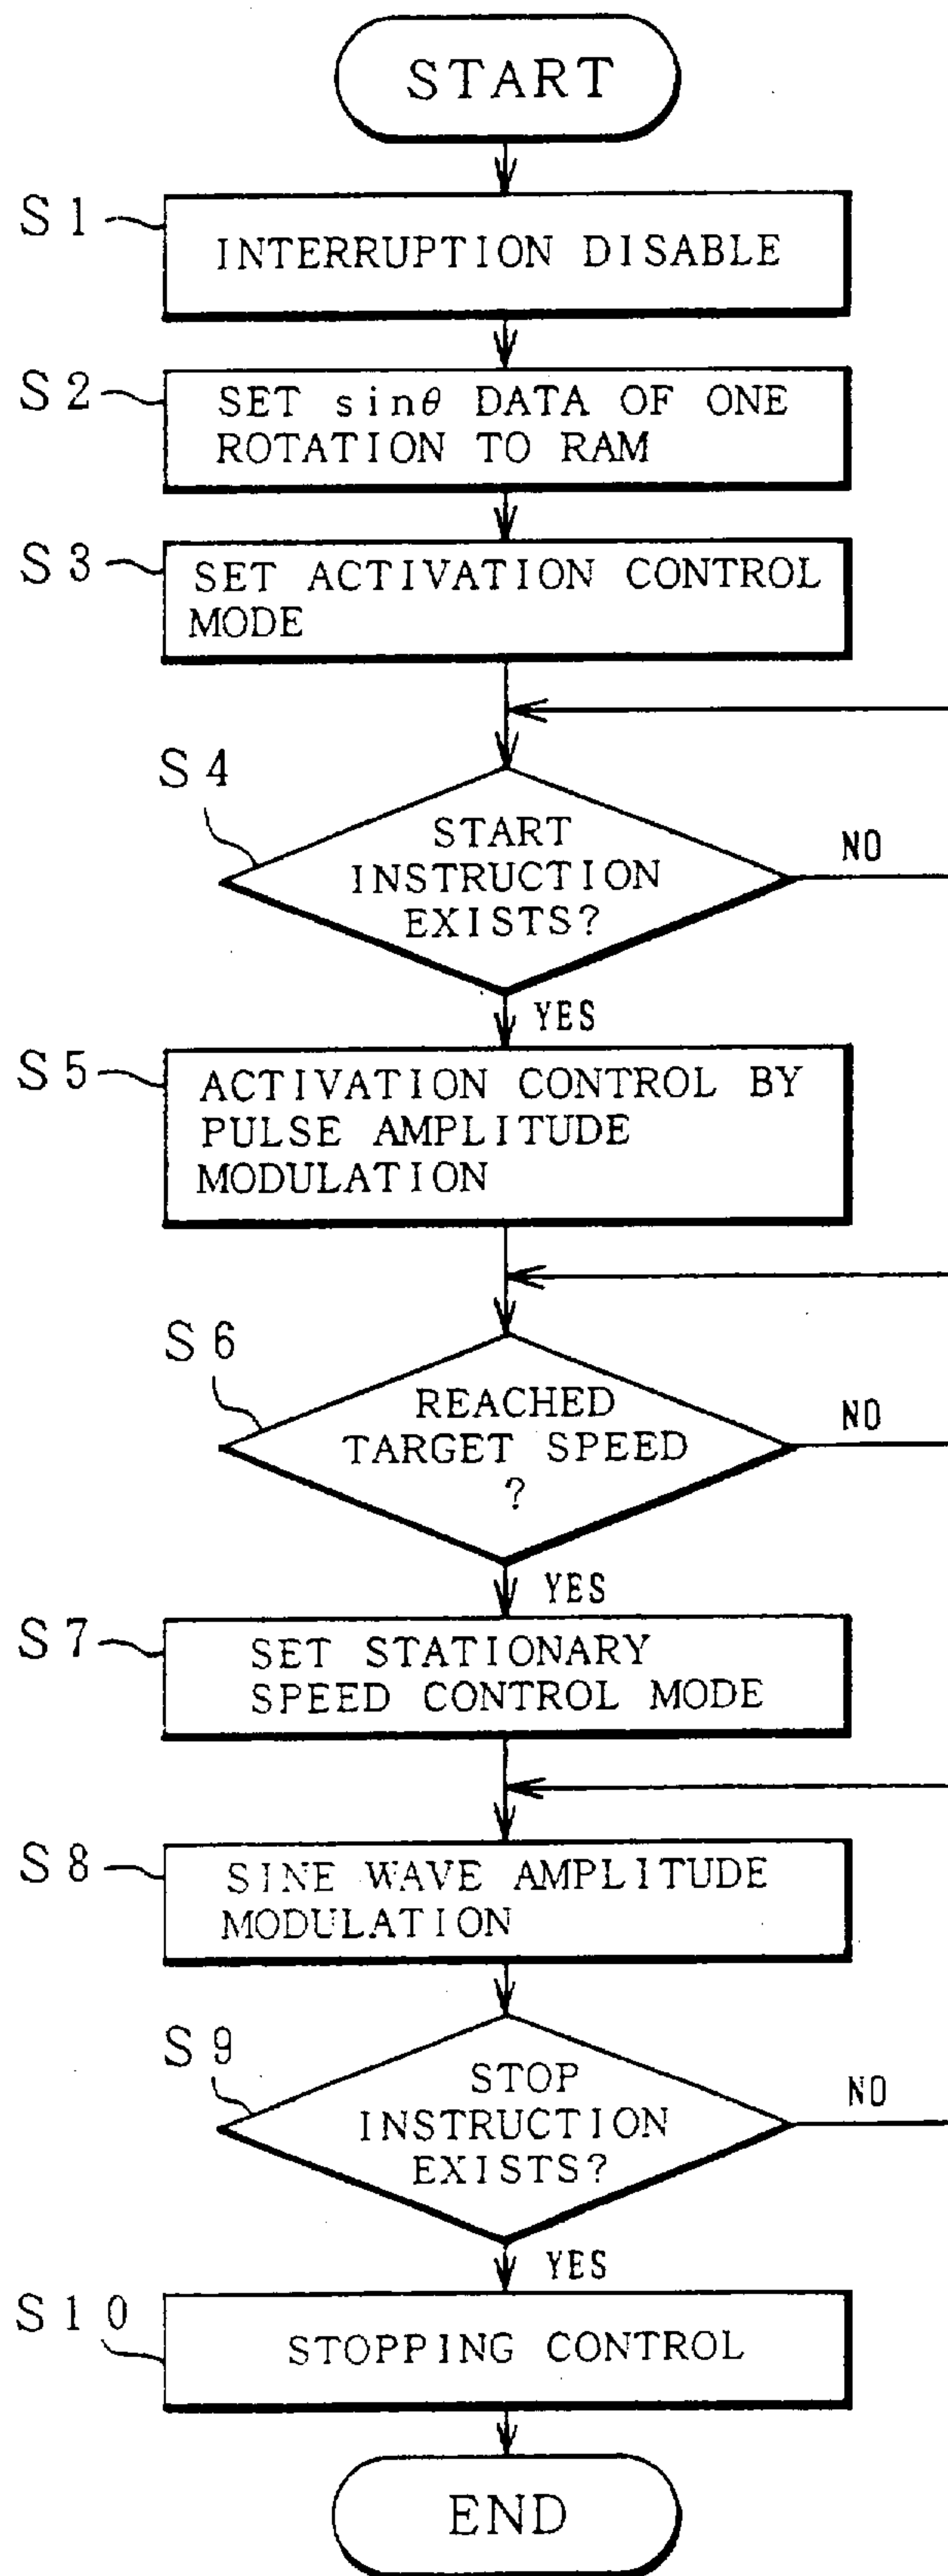 START
S1
INTERRUPTION DISABLE
S2
SET sinθ DATA OF ONE
ROTATION TO RAM
S3
SET ACTIVATION CONTROL
MODE
S4
START
INSTRUCTION
EXISTS?
NO
YES
S5
ACTIVATION CONTROL BY
PULSE AMPLITUDE
MODULATION
S6
REACHED
TARGET SPEED
?
NO
YES
S7
SET STATIONARY
SPEED CONTROL MODE
S8
SINE WAVE AMPLITUDE
MODULATION
S9
STOP
INSTRUCTION
EXISTS?
NO
YES
S10
STOPPING CONTROL
END